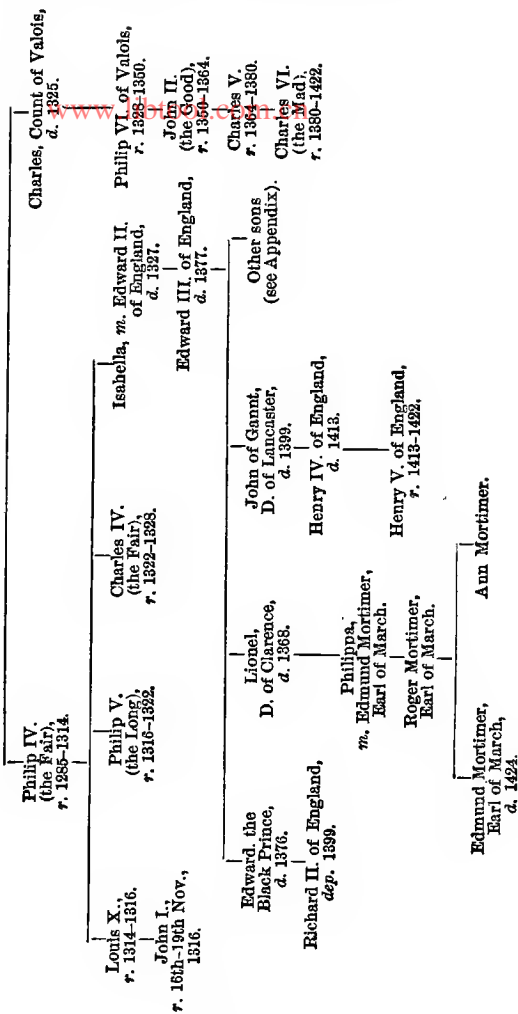 Philip IV.
(the Fair),
r. 1285–1314.
Charles, Count of Valois,
d. 1325.
Louis X.,
r. 1314–1316.
John I.,
r. 15th–19th Nov.,
1316.
Philip V.
(the Long),
r. 1316–1322.
Charles IV.
(the Fair),
r. 1322–1328.
Isabella, m. Edward II.
of England,
d. 1327.
Edward III. of England,
d. 1377.
Philip VI. of Valois,
r. 1328–1350.
John II.
(the Good),
r. 1350–1364.
Charles V.
r. 1364–1380.
Charles VI.
(the Mad),
r. 1380–1422.
Edward the
Black Prince,
d. 1376.
Richard II. of England,
dep. 1399.
Lionel,
D. of Clarence,
d. 1368.
Philippa,
m. Edmund Mortimer,
Earl of March.
Roger Mortimer,
Earl of March.
Edmund Mortimer,
Earl of March,
d. 1424.
Ann Mortimer.
John of Gannt,
D. of Lancaster,
d. 1399.
Henry IV. of England,
d. 1413.
Henry V. of England,
r. 1413–1422.
Other sons
(see Appendix).